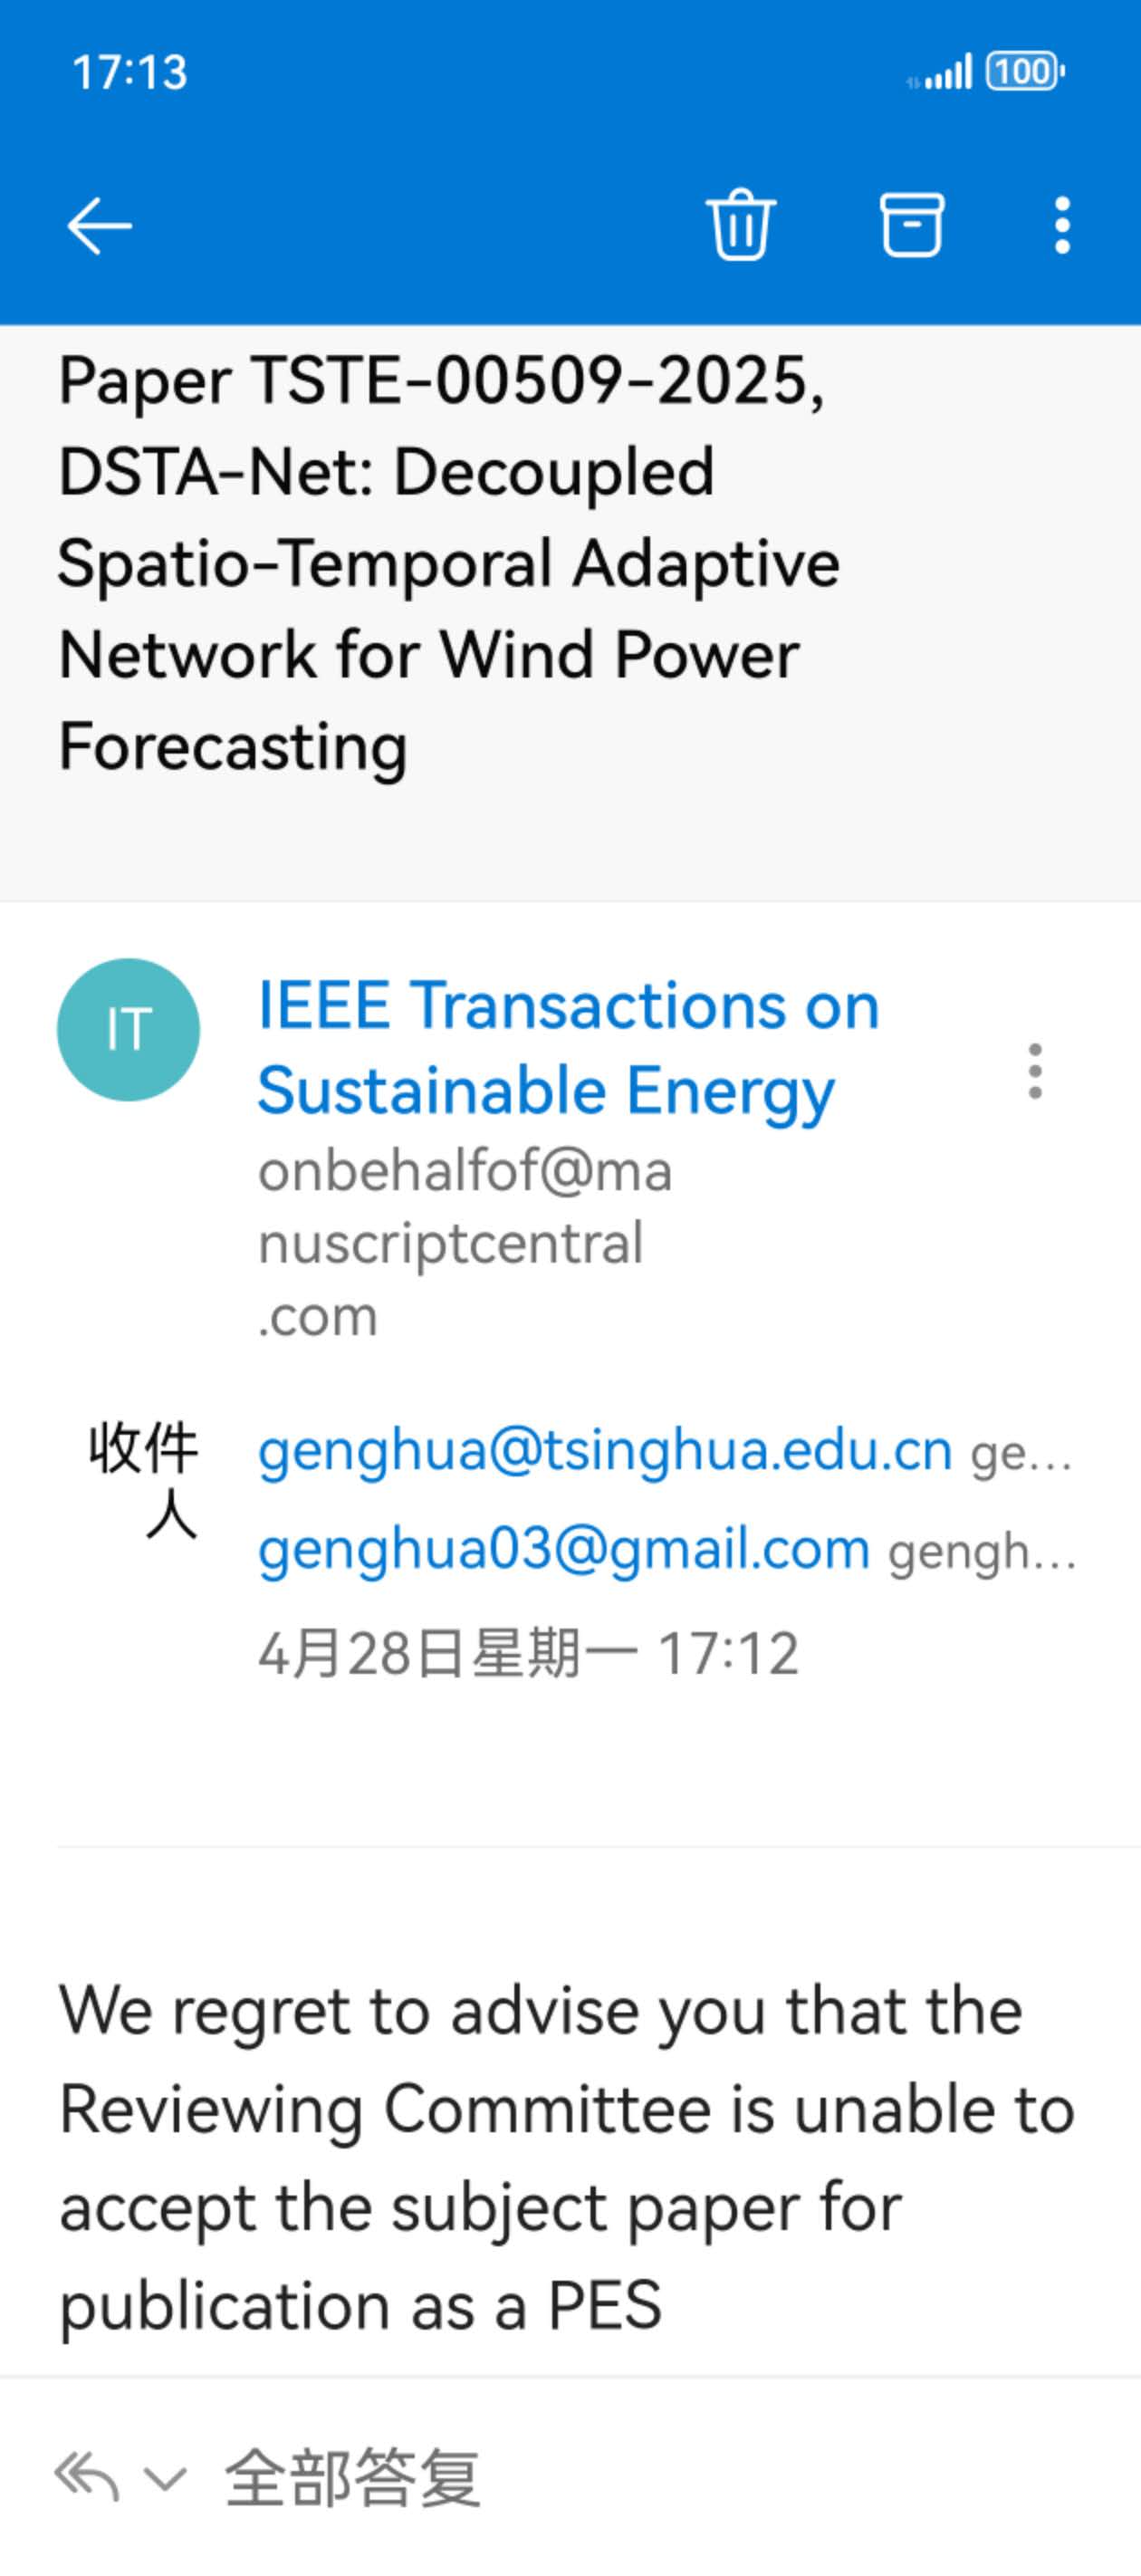 17:13
100
Paper TSTE-00509-2025,
DSTA-Net: Decoupled
Spatio-Temporal Adaptive
Network for Wind Power
Forecasting
IT
IEEE Transactions on
Sustainable Energy
onbehalfof@ma
nuscriptcentral
.com
收件
人
genghua@tsinghua.edu.cn ge...
genghua03@gmail.com gengh...
4月28日星期一 17:12
We regret to advise you that the
Reviewing Committee is unable to
accept the subject paper for
publication as a PES
全部答复